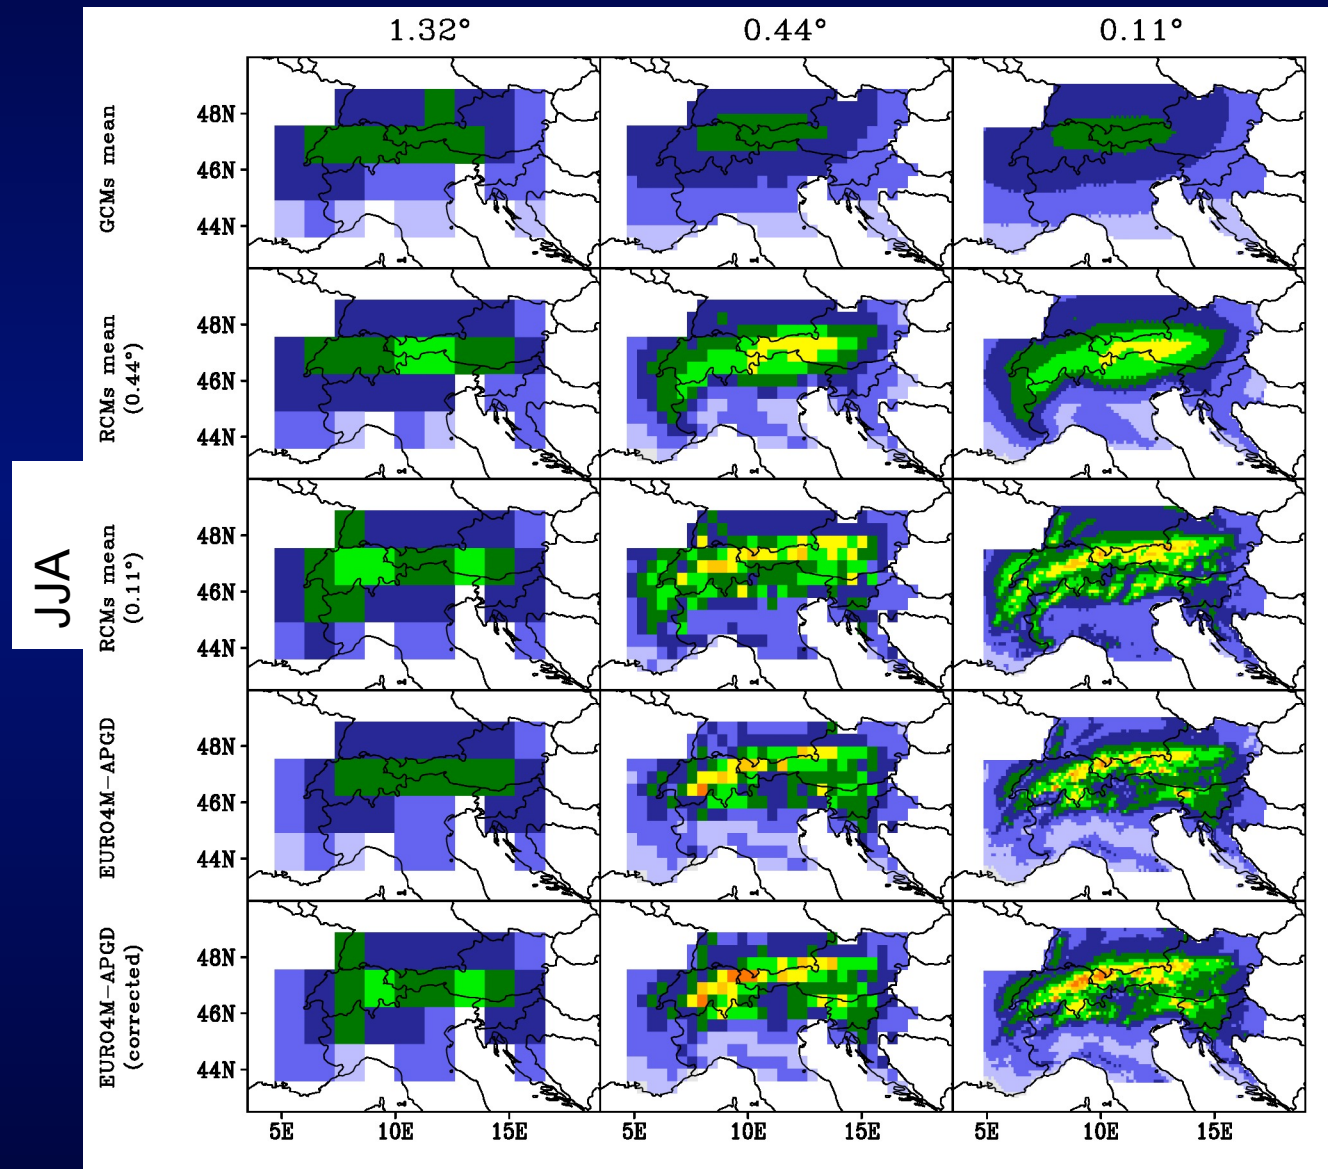 1.32° 0.44° 0.11°
GCMs mean
48N
46N
44N
RCMs mean
(0.44°)
48N
46N
44N
JJA
RCMs mean
(0.11°)
48N
46N
44N
EURO4M-APGD
48N
46N
44N
EURO4M-APGD
(corrected)
48N
46N
44N
5E 10E 15E 5E 10E 15E 5E 10E 15E